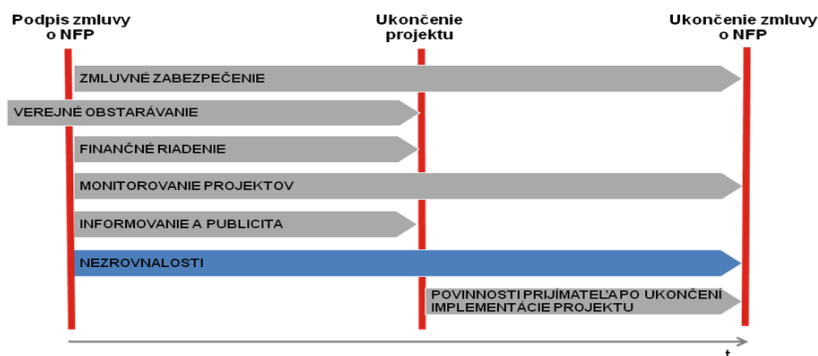 Podpis zmluvy
o NFP
Ukončenie
projektu
Ukončenie zmluvy
o NFP
ZMLUVNÉ ZABEZPEČENIE
VEREJNÉ OBSTARÁVANIE
FINANČNÉ RIADENIE
MONITOROVANIE PROJEKTOV
INFORMOVANIE A PUBLICITA
NEZROVNALOSTI
POVINNOSTI PRIJÍMATEĽA PO UKONČENÍ
IMPLEMENTÁCIE PROJEKTU
t